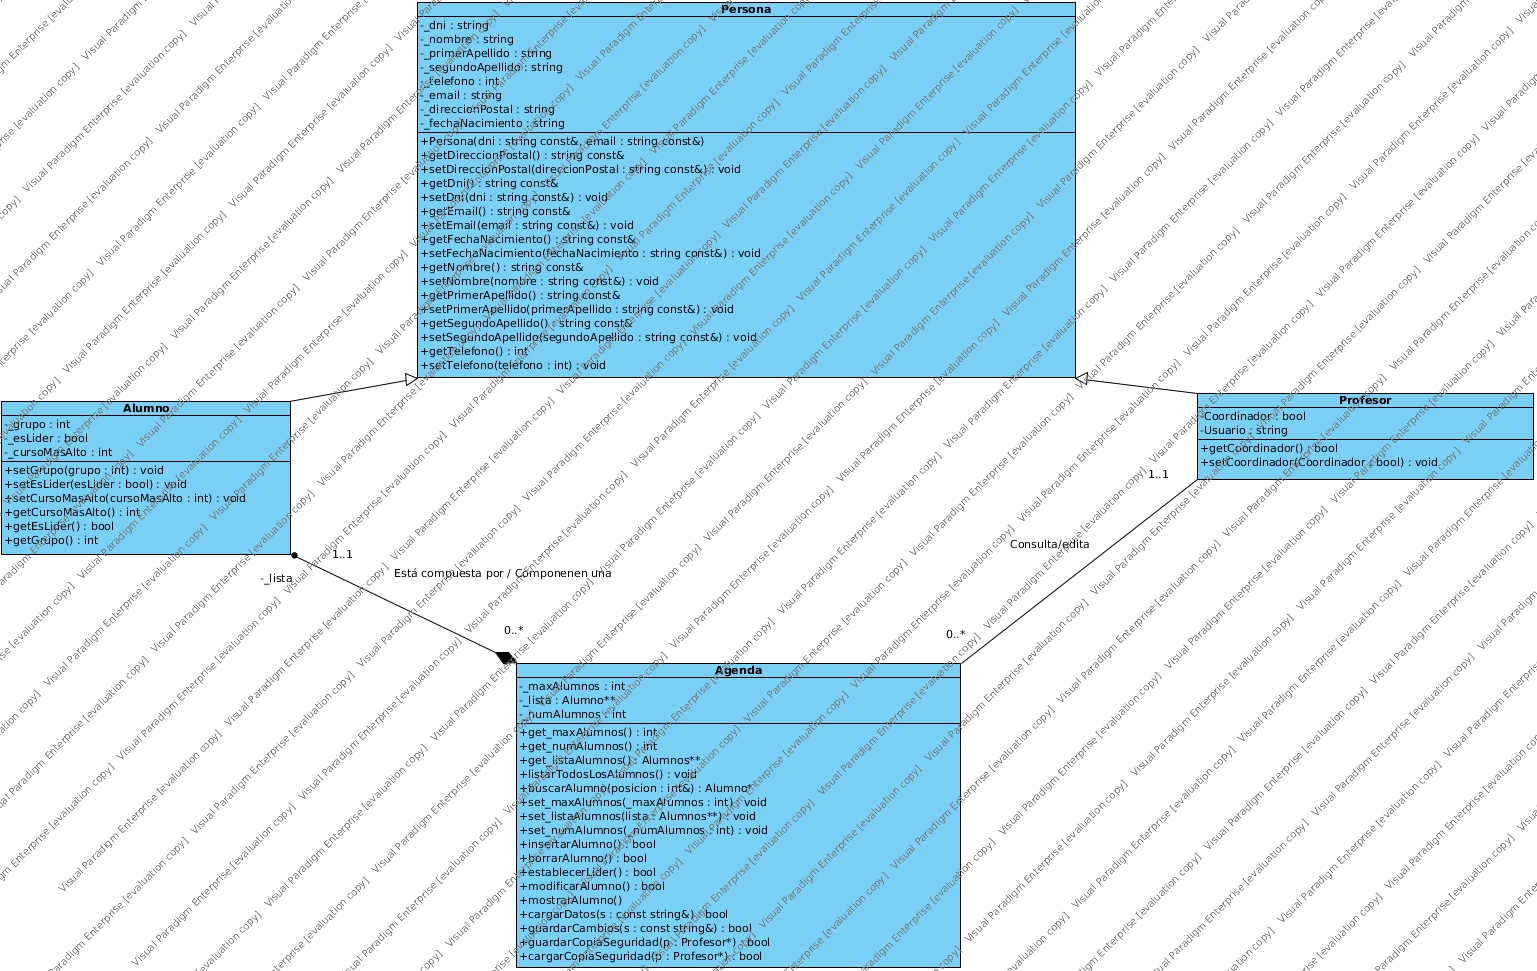 Persona
-_dni : string
-_nombre : string
-_primerApellido : string
-_segundoApellido : string
-_telefono : int
-_email : string
-_direccionPostal : string
-_fechaNacimiento : string
+Persona(dni : string const&, email : string const&)
+getDireccionPostal() : string const&
+setDireccionPostal(direccionPostal : string const&) : void
+getDni() : string const&
+setDni(dni : string const&) : void
+getEmail() : string const&
+setEmail(email : string const&) : void
+getFechaNacimiento() : string const&
+setFechaNacimiento(fechaNacimiento : string const&) : void
+getNombre() : string const&
+setNombre(nombre : string const&) : void
+getPrimerApellido() : string const&
+setPrimerApellido(primerApellido : string const&) : void
+getSegundoApellido() : string const&
+setSegundoApellido(segundoApellido : string const&) : void
+getTelefono() : int
+setTelefono(telefono : int) : void
Alumno
-_grupo : int
-_esLider : bool
-_cursoMasAlto : int
+setGrupo(grupo : int) : void
+setEsLider(esLider : bool) : void
+setCursoMasAlto(cursoMasAlto : int) : void
+getCursoMasAlto() : int
+getEsLider() : bool
+getGrupo() : int
Profesor
-Coordinador : bool
-Usuario : string
+getCoordinador() : bool
+setCoordinador(Coordinador : bool) : void
1..1
Consulta/edita
0..*
1..1
-_lista
Está compuesta por / Componenen una
0..*
Agenda
-_maxAlumnos : int
-_lista : Alumno**
-_numAlumnos : int
+get_maxAlumnos() : int
+get_numAlumnos() : int
+get_listaAlumnos() : Alumnos**
+listarTodosLosAlumnos() : void
+buscarAlumno(posicion : int&) : Alumno*
+set_maxAlumnos(_maxAlumnos : int) : void
+set_listaAlumnos(lista : Alumnos**) : void
+set_numAlumnos(_numAlumnos : int) : void
+insertarAlumno() : bool
+borrarAlumno() : bool
+establecerLider() : bool
+modificarAlumno() : bool
+mostrarAlumno()
+cargarDatos(s : const string&) : bool
+guardarCambios(s : const string&) : bool
+guardarCopiaSeguridad(p : Profesor*) : bool
+cargarCopiaSeguridad(p : Profesor*) : bool
Visual Paradigm Enterprise [evaluation copy]